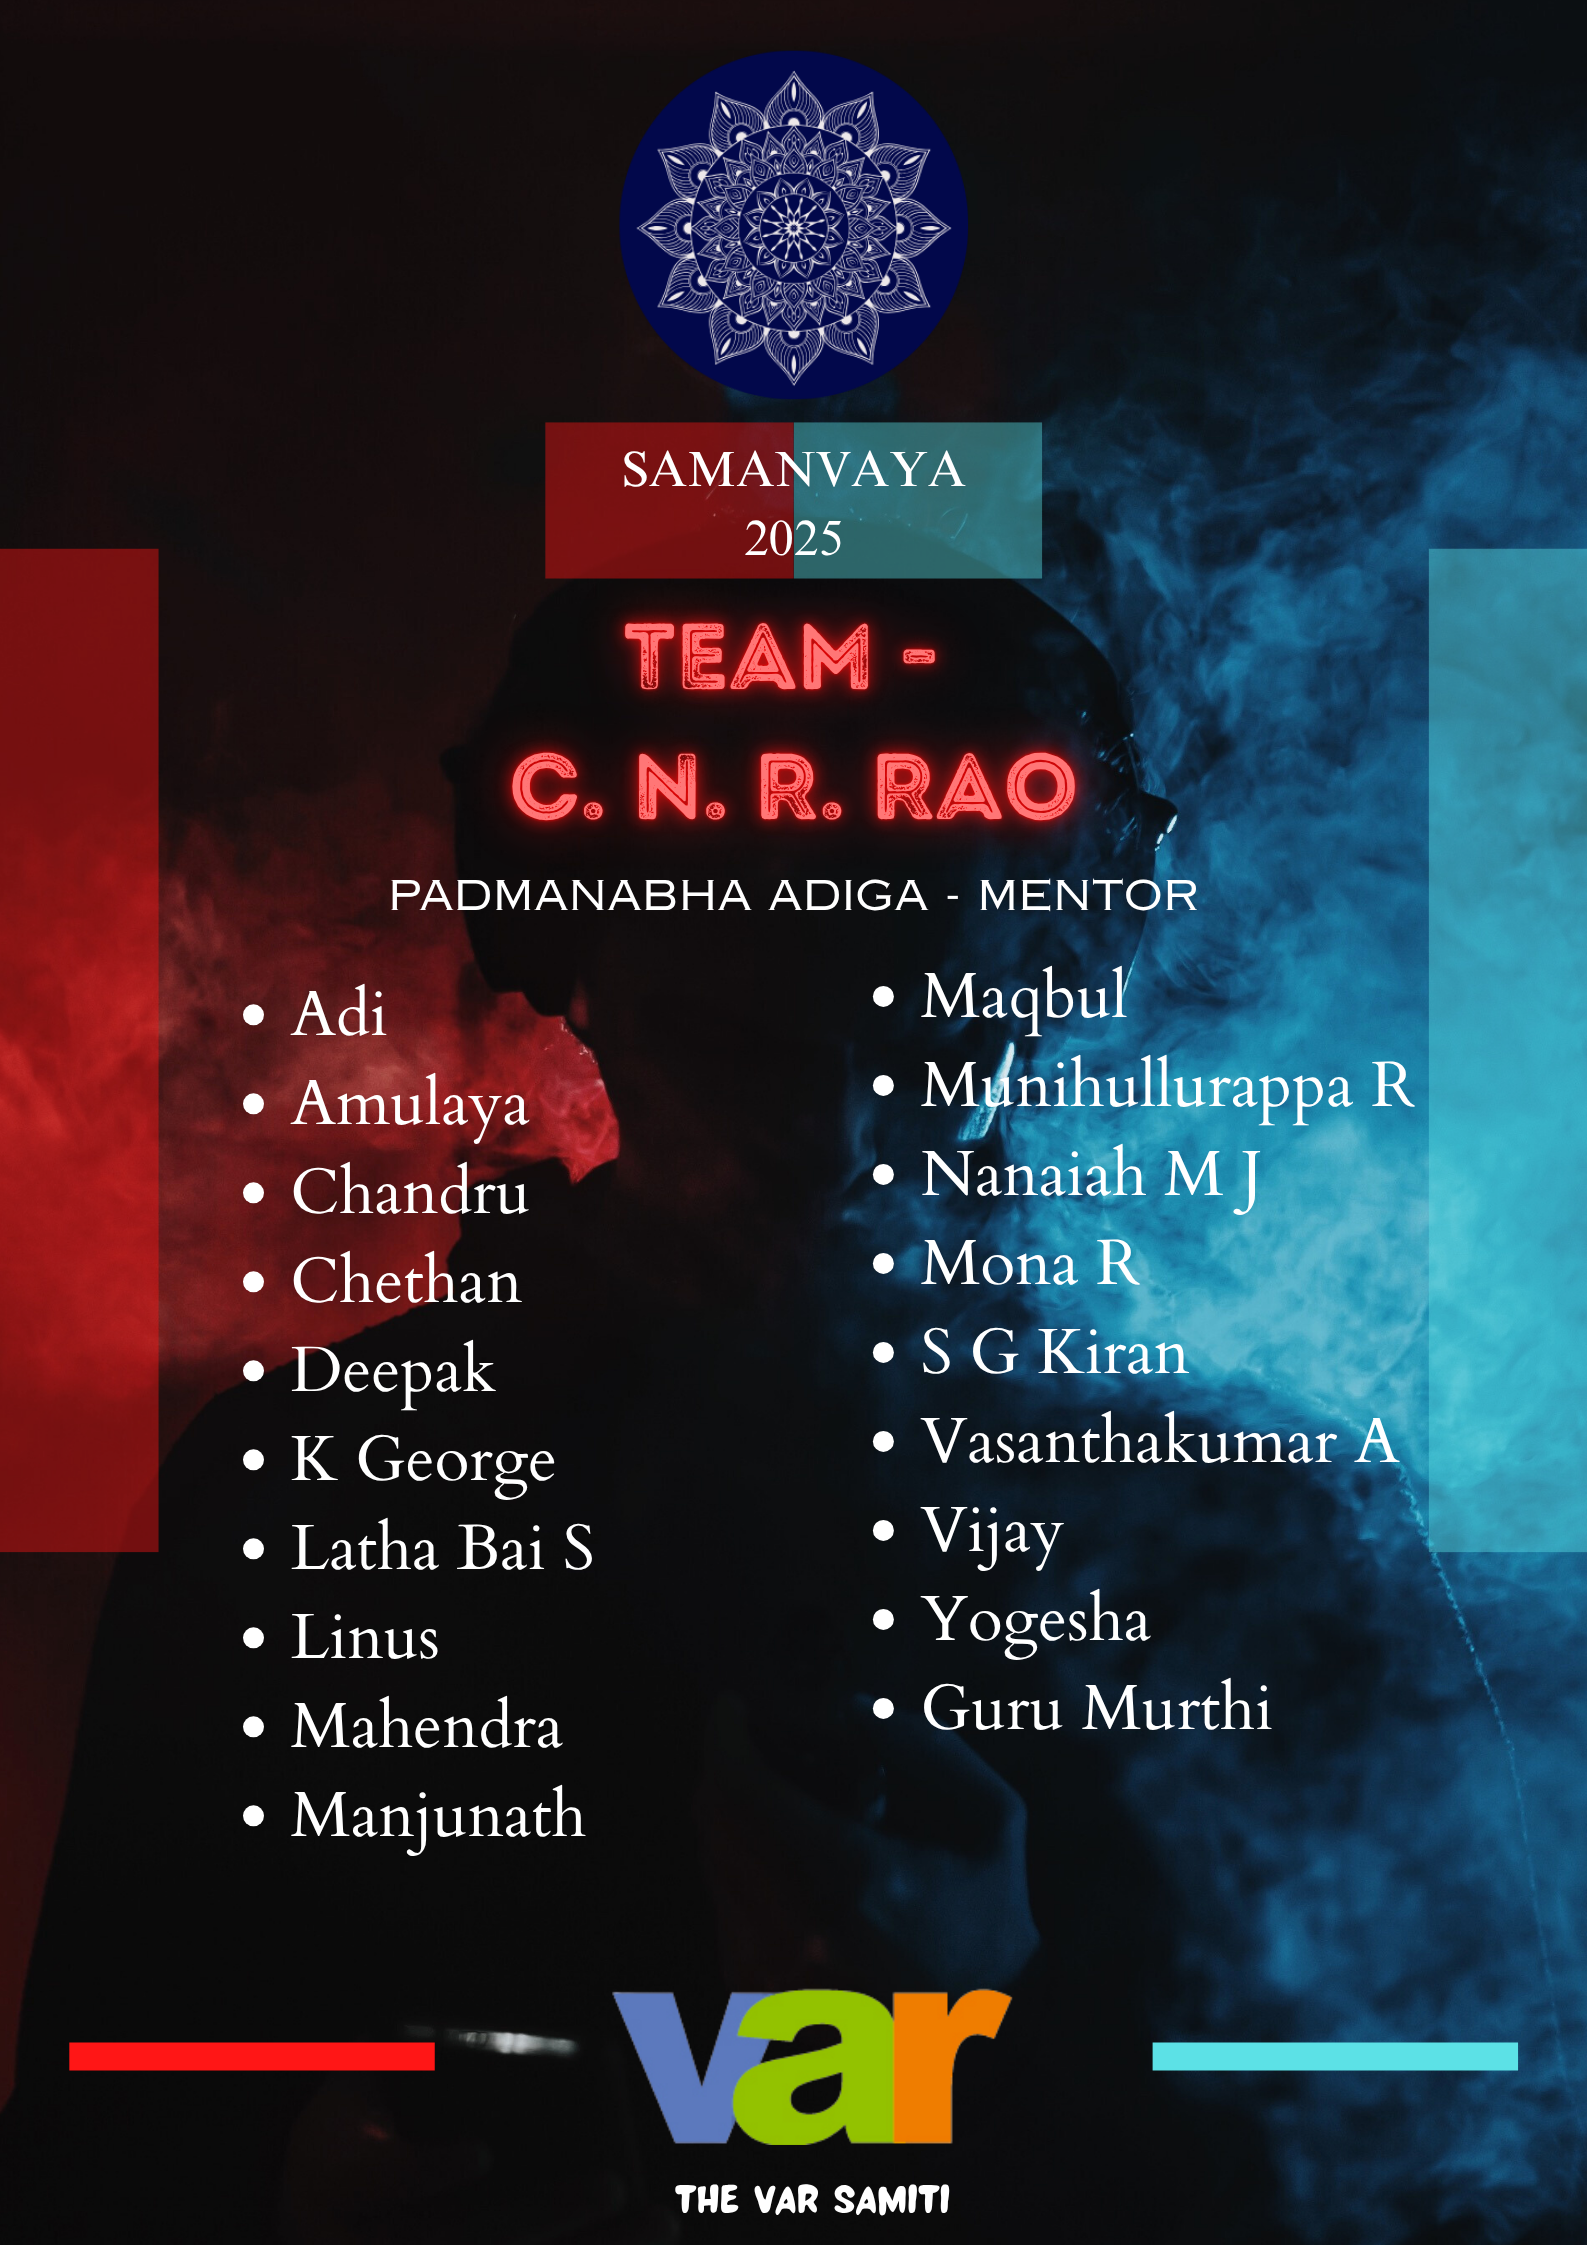 SAMANVAYA
2025
TEAM -
C. N. R. RAO
PADMANABHA ADIGA - MENTOR
• Adi
• Amulaya
• Chandru
• Chethan
• Deepak
• K George
• Latha Bai S
• Linus
• Mahendra
• Manjunath
• Maqbul
• Munihullurappa R
• Nanaiah M J
• Mona R
• S G Kiran
• Vasanthakumar A
• Vijay
• Yogesha
• Guru Murthi
var
THE VAR SAMITI